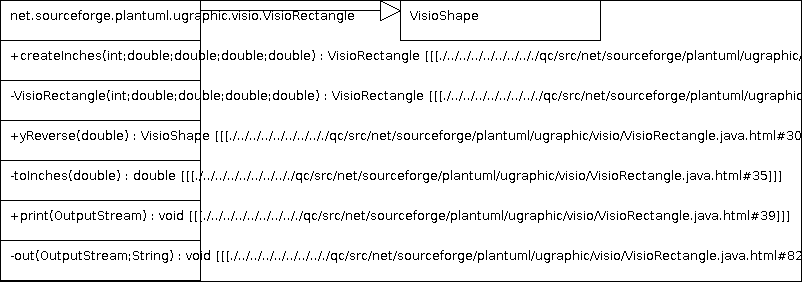 net.sourceforge.plantuml.ugraphic.visio.VisioRectangle
VisioShape
+createInches(int;double;double;double;double) : VisioRectangle [[[./../../../../../../../../qc/src/net/sourceforge/plantuml/ugraphic/
-VisioRectangle(int;double;double;double;double) : VisioRectangle [[[./../../../../../../../../qc/src/net/sourceforge/plantuml/ugraphic
+yReverse(double) : VisioShape [[[./../../../../../../../../qc/src/net/sourceforge/plantuml/ugraphic/visio/VisioRectangle.java.html#30
-toInches(double) : double [[[./../../../../../../../../qc/src/net/sourceforge/plantuml/ugraphic/visio/VisioRectangle.java.html#35]]]
+print(OutputStream) : void [[[./../../../../../../../../qc/src/net/sourceforge/plantuml/ugraphic/visio/VisioRectangle.java.html#39]]]
-out(OutputStream;String) : void [[[./../../../../../../../../qc/src/net/sourceforge/plantuml/ugraphic/visio/VisioRectangle.java.html#82